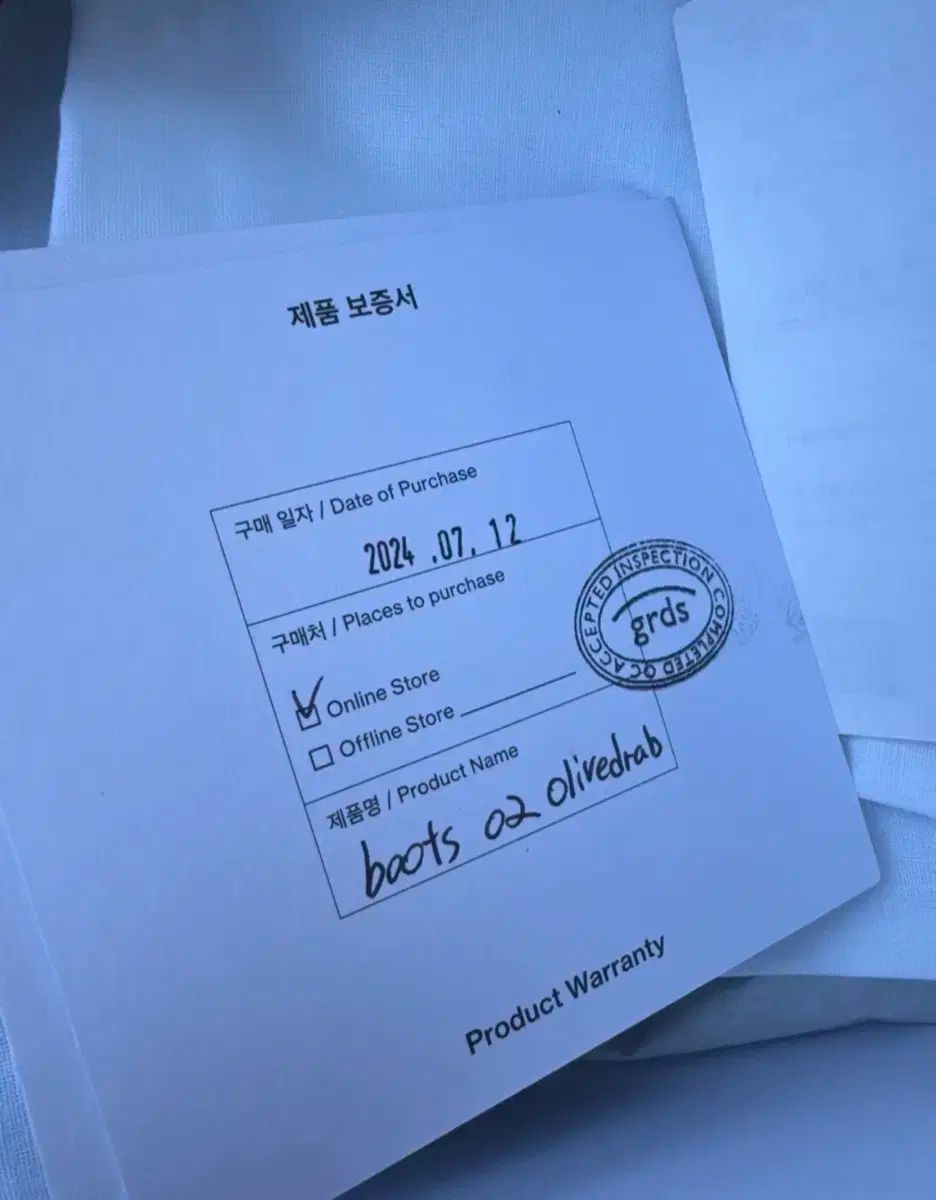 제품 보증서
구매 일자 / Date of Purchase
2024 .07. 12
구매처 / Places to purchase
Online Store
Offline Store
제품명 / Product Name
boots 02 olivedrab
ACCEPTED INSPECTION COMPLETED QC
grds
Product Warranty